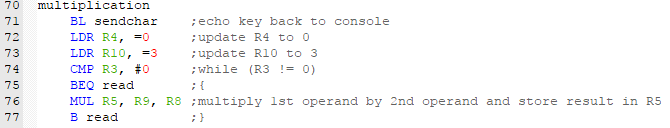 70 multiplication
71 BL sendchar ;echo key back to console
72 LDR R4, =0 ;update R4 to 0
73 LDR R10, =3 ;update R10 to 3
74 CMP R3, #0 ;while (R3 != 0)
75 BEQ read ;{
76 MUL R5, R9, R8 ;multiply 1st operand by 2nd operand and store result in R5
77 B read ;}